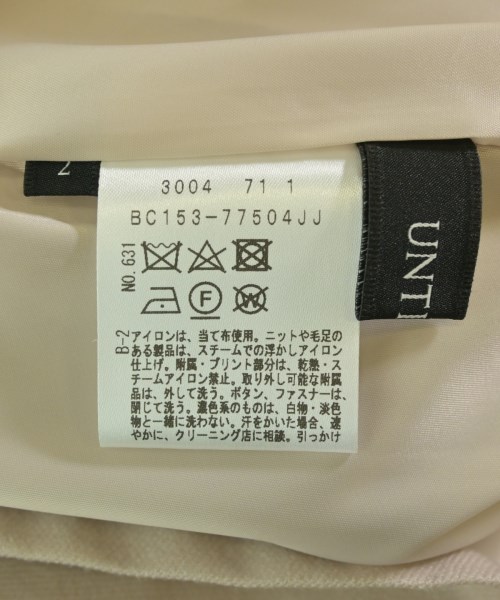 2
3004 71 1
BC153-77504JJ
NO.631
F
W
B-2
アイロンは、当て布使用。ニットや毛足の
ある製品は、スチームでの浮かしアイロン
仕上げ。附属・プリント部分は、乾熱・ス
チームアイロン禁止。取り外し可能な附属
品は、外して洗う。ボタン、ファスナーは、
閉じて洗う。濃色系のものは、白物・淡色
物と一緒に洗わない。汗をかいた場合、速
やかに、クリーニング店に相談。引っかけ
UNTI